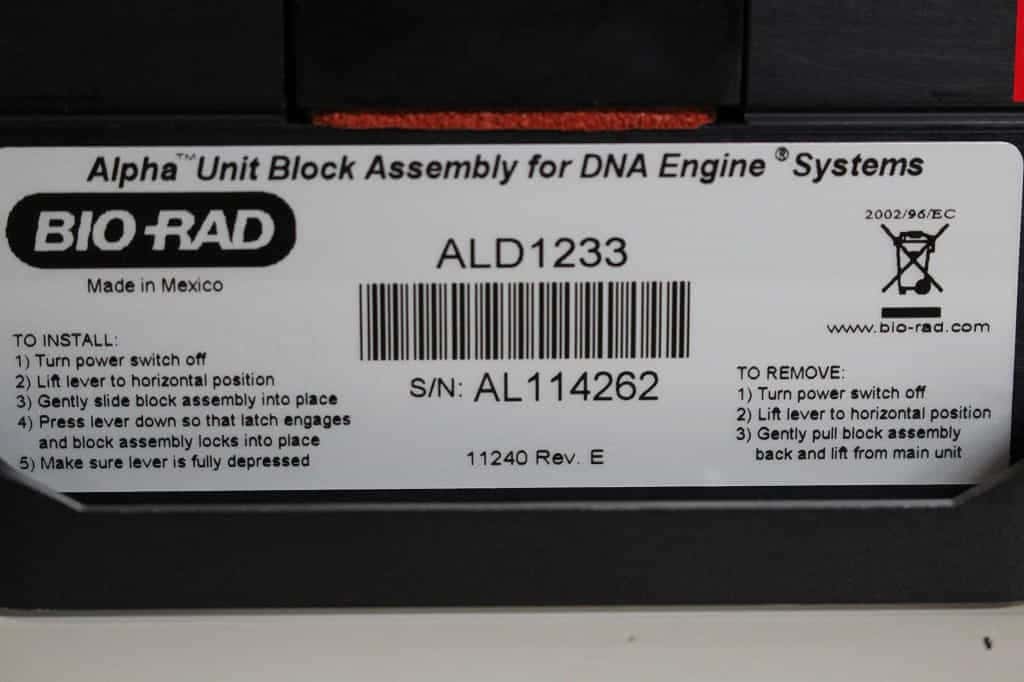 Alpha™ Unit Block Assembly for DNA Engine® Systems
BIO-RAD
Made in Mexico
ALD1233
2002/96/EC
www.bio-rad.com
S/N: AL114262
11240 Rev. E
TO INSTALL:
1) Turn power switch off
2) Lift lever to horizontal position
3) Gently slide block assembly into place
4) Press lever down so that latch engages
and block assembly locks into place
5) Make sure lever is fully depressed
TO REMOVE:
1) Turn power switch off
2) Lift lever to horizontal position
3) Gently pull block assembly
back and lift from main unit